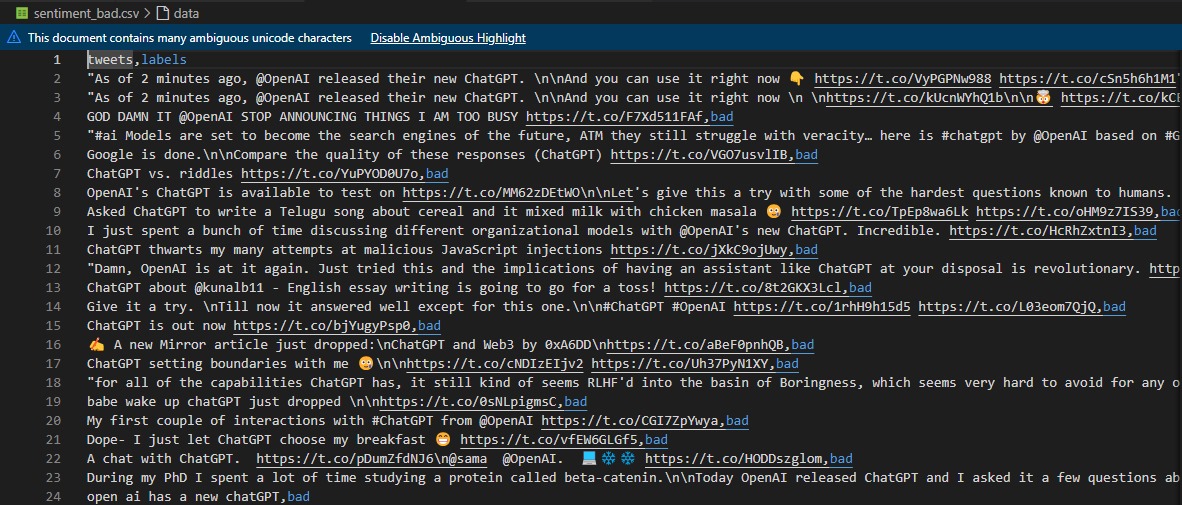 sentiment_bad.csv > data
This document contains many ambiguous unicode characters Disable Ambiguous Highlight
1 tweets,labels
2 "As of 2 minutes ago, @OpenAI released their new ChatGPT. \n\nAnd you can use it right now 👇 https://t.co/VyPGPNw988 https://t.co/cSn5h6h1M1"
3 "As of 2 minutes ago, @OpenAI released their new ChatGPT. \n\nAnd you can use it right now \n \nhttps://t.co/kUcnWYhQ1b\n\n🤯 https://t.co/kCE
4 GOD DAMN IT @OpenAI STOP ANNOUNCING THINGS I AM TOO BUSY https://t.co/F7Xd511FAf,bad
5 "#ai Models are set to become the search engines of the future, ATM they still struggle with veracity… here is #chatgpt by @OpenAI based on #G
6 Google is done.\n\nCompare the quality of these responses (ChatGPT) https://t.co/VGO7usvlIB,bad
7 ChatGPT vs. riddles https://t.co/YuPYOD0U7o,bad
8 OpenAI's ChatGPT is available to test on https://t.co/MM62zDEtWO\n\nLet's give this a try with some of the hardest questions known to humans.
9 Asked ChatGPT to write a Telugu song about cereal and it mixed milk with chicken masala 😳 https://t.co/TpEp8wa6Lk https://t.co/oHM9z7IS39,bad
10 I just spent a bunch of time discussing different organizational models with @OpenAI's new ChatGPT. Incredible. https://t.co/HcRhZxtnI3,bad
11 ChatGPT thwarts my many attempts at malicious JavaScript injections https://t.co/jXkC9ojUwy,bad
12 "Damn, OpenAI is at it again. Just tried this and the implications of having an assistant like ChatGPT at your disposal is revolutionary. http
13 ChatGPT about @kunalb11 - English essay writing is going to go for a toss! https://t.co/8t2GKX3Lcl,bad
14 Give it a try. \nTill now it answered well except for this one.\n\n#ChatGPT #OpenAI https://t.co/1rhH9h15d5 https://t.co/L03eom7QjQ,bad
15 ChatGPT is out now https://t.co/bjYugyPsp0,bad
16 ✍️ A new Mirror article just dropped:\nChatGPT and Web3 by 0xA6DD\nhttps://t.co/aBeF0pnhQB,bad
17 ChatGPT setting boundaries with me 😳\n\nhttps://t.co/cNDIzEIjv2 https://t.co/Uh37PyN1XY,bad
18 "for all of the capabilities ChatGPT has, it still kind of seems RLHF'd into the basin of Boringness, which seems very hard to avoid for any o
19 babe wake up chatGPT just dropped \n\nhttps://t.co/0sNLpigmsC,bad
20 My first couple of interactions with #ChatGPT from @OpenAI https://t.co/CGI7ZpYwya,bad
21 Dope- I just let ChatGPT choose my breakfast 😁 https://t.co/vfEW6GLGf5,bad
22 A chat with ChatGPT. https://t.co/pDumZfdNJ6\n@sama @OpenAI. 💻❄️❄️ https://t.co/HODDszglom,bad
23 During my PhD I spent a lot of time studying a protein called beta-catenin.\n\nToday OpenAI released ChatGPT and I asked it a few questions ab
24 open ai has a new chatGPT,bad